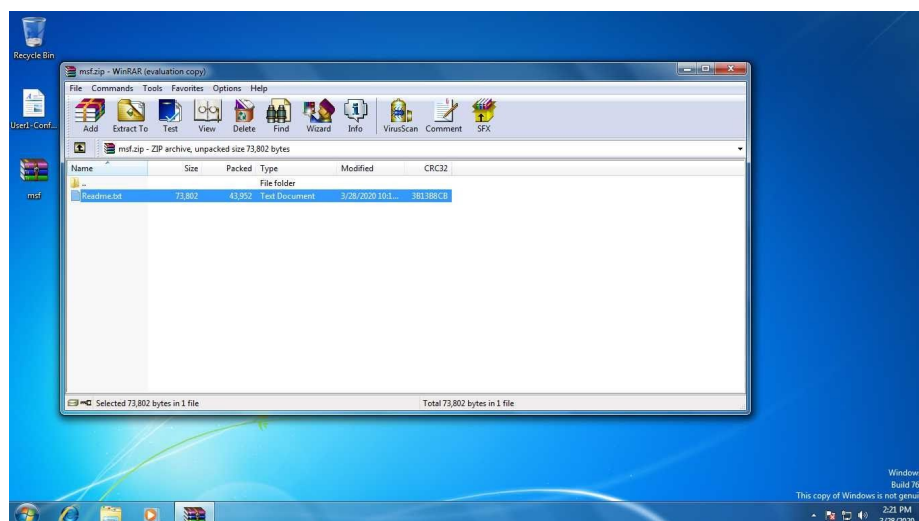 Recycle Bin
msf.zip - WinRAR (evaluation copy)
File Commands Tools Favorites Options Help
User1-Conf...
Add Extract To Test View Delete Find Wizard Info VirusScan Comment SFX
msf.zip - ZIP archive, unpacked size 73,802 bytes
Name Size Packed Type Modified CRC32
.. File folder
Readme.txt 73,802 43,952 Text Document 3/28/2020 10:1... 3B13B8CB
msf
Selected 73,802 bytes in 1 file Total 73,802 bytes in 1 file
Window
Build 76
This copy of Windows is not genui
2:21 PM
3/28/2020